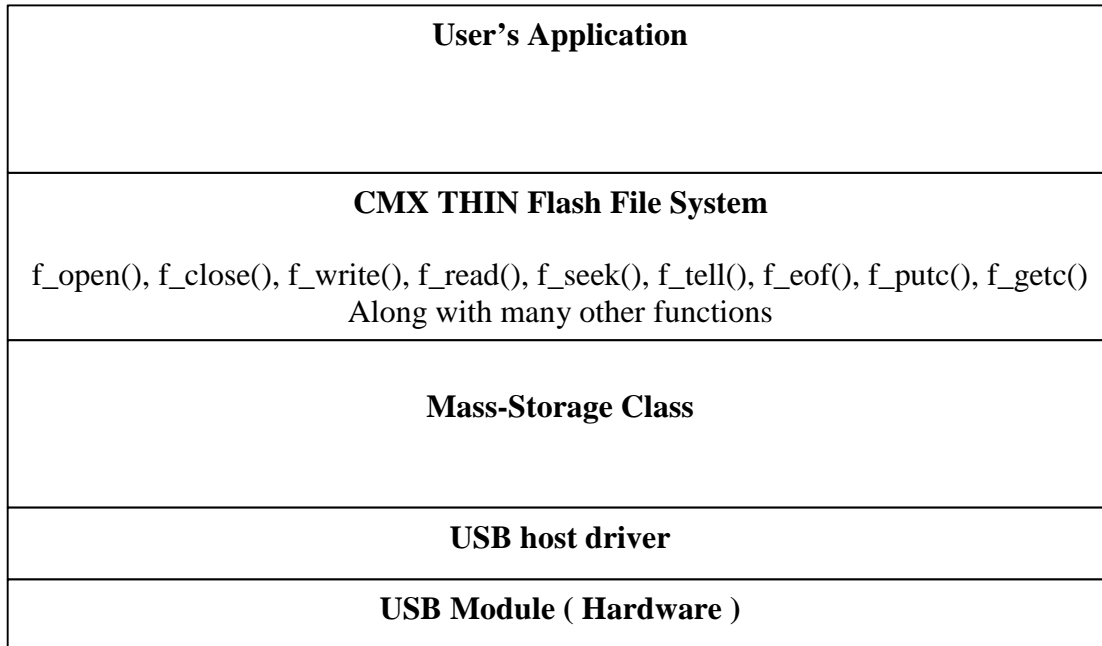 User’s Application
CMX THIN Flash File System
f_open(), f_close(), f_write(), f_read(), f_seek(), f_tell(), f_eof(), f_putc(), f_getc()
Along with many other functions
Mass-Storage Class
USB host driver
USB Module ( Hardware )